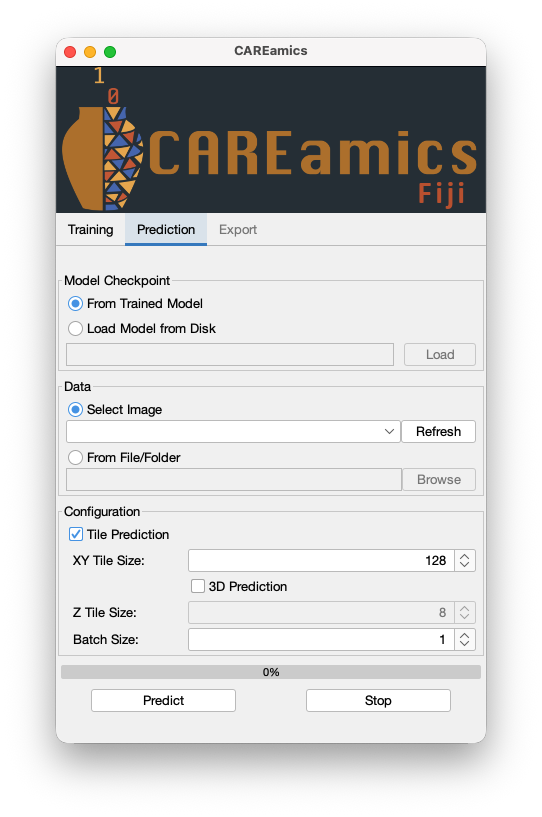 CAREamics
1
0
CAREamics
Fiji
Training Prediction Export
Model Checkpoint
From Trained Model
Load Model from Disk
Load
Data
Select Image
Refresh
From File/Folder
Browse
Configuration
Tile Prediction
XY Tile Size: 128
3D Prediction
Z Tile Size: 8
Batch Size: 1
0%
Predict Stop